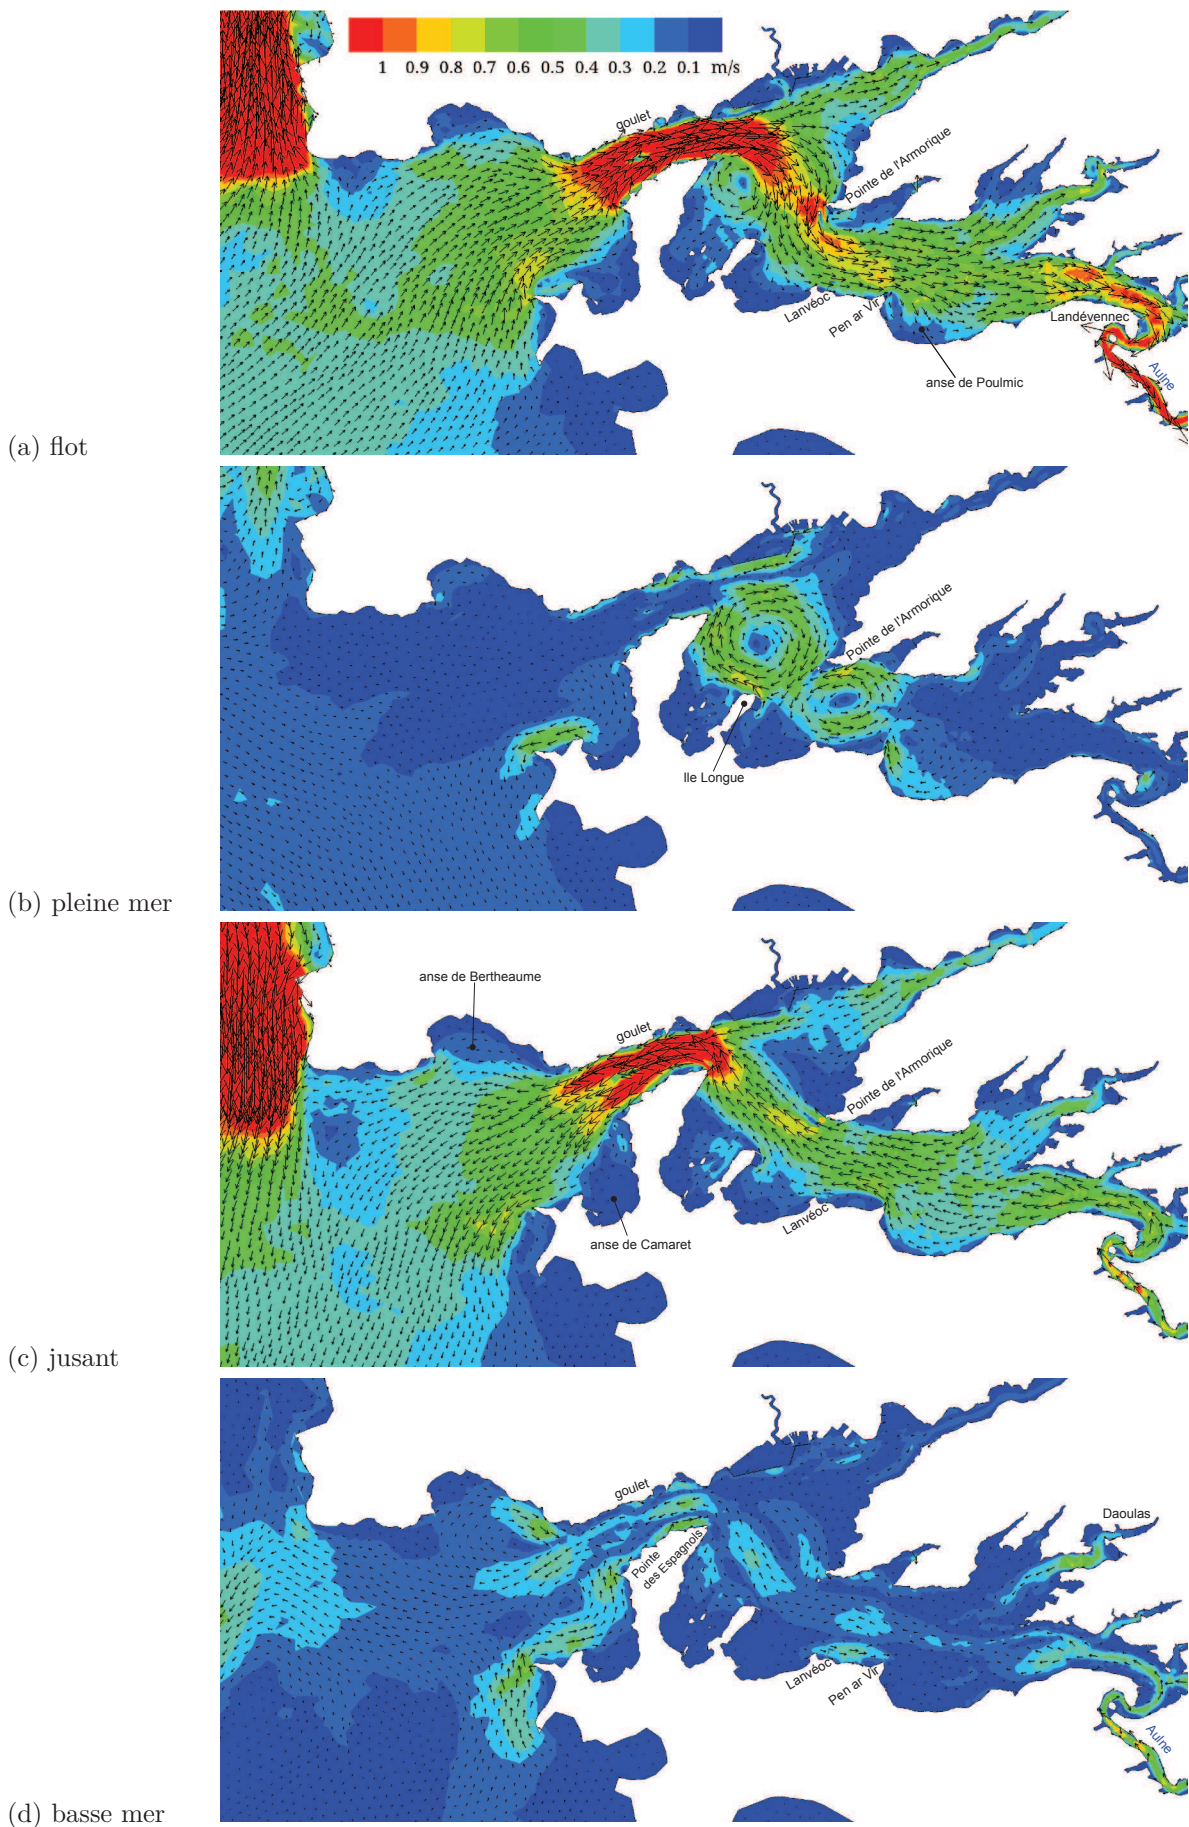 1 0.9 0.8 0.7 0.6 0.5 0.4 0.3 0.2 0.1 m/s
goulet
Pointe de l'Armorique
Lanvéoc
Pen ar Vir
Landévennec
Aulne
anse de Poulmic
(a) flot
Pointe de l'Armorique
Ile Longue
(b) pleine mer
anse de Bertheaume
goulet
Pointe de l'Armorique
Lanvéoc
anse de Camaret
(c) jusant
goulet
Pointe
des Espagnols
Daoulas
Lanvéoc
Pen ar Vir
Aulne
(d) basse mer